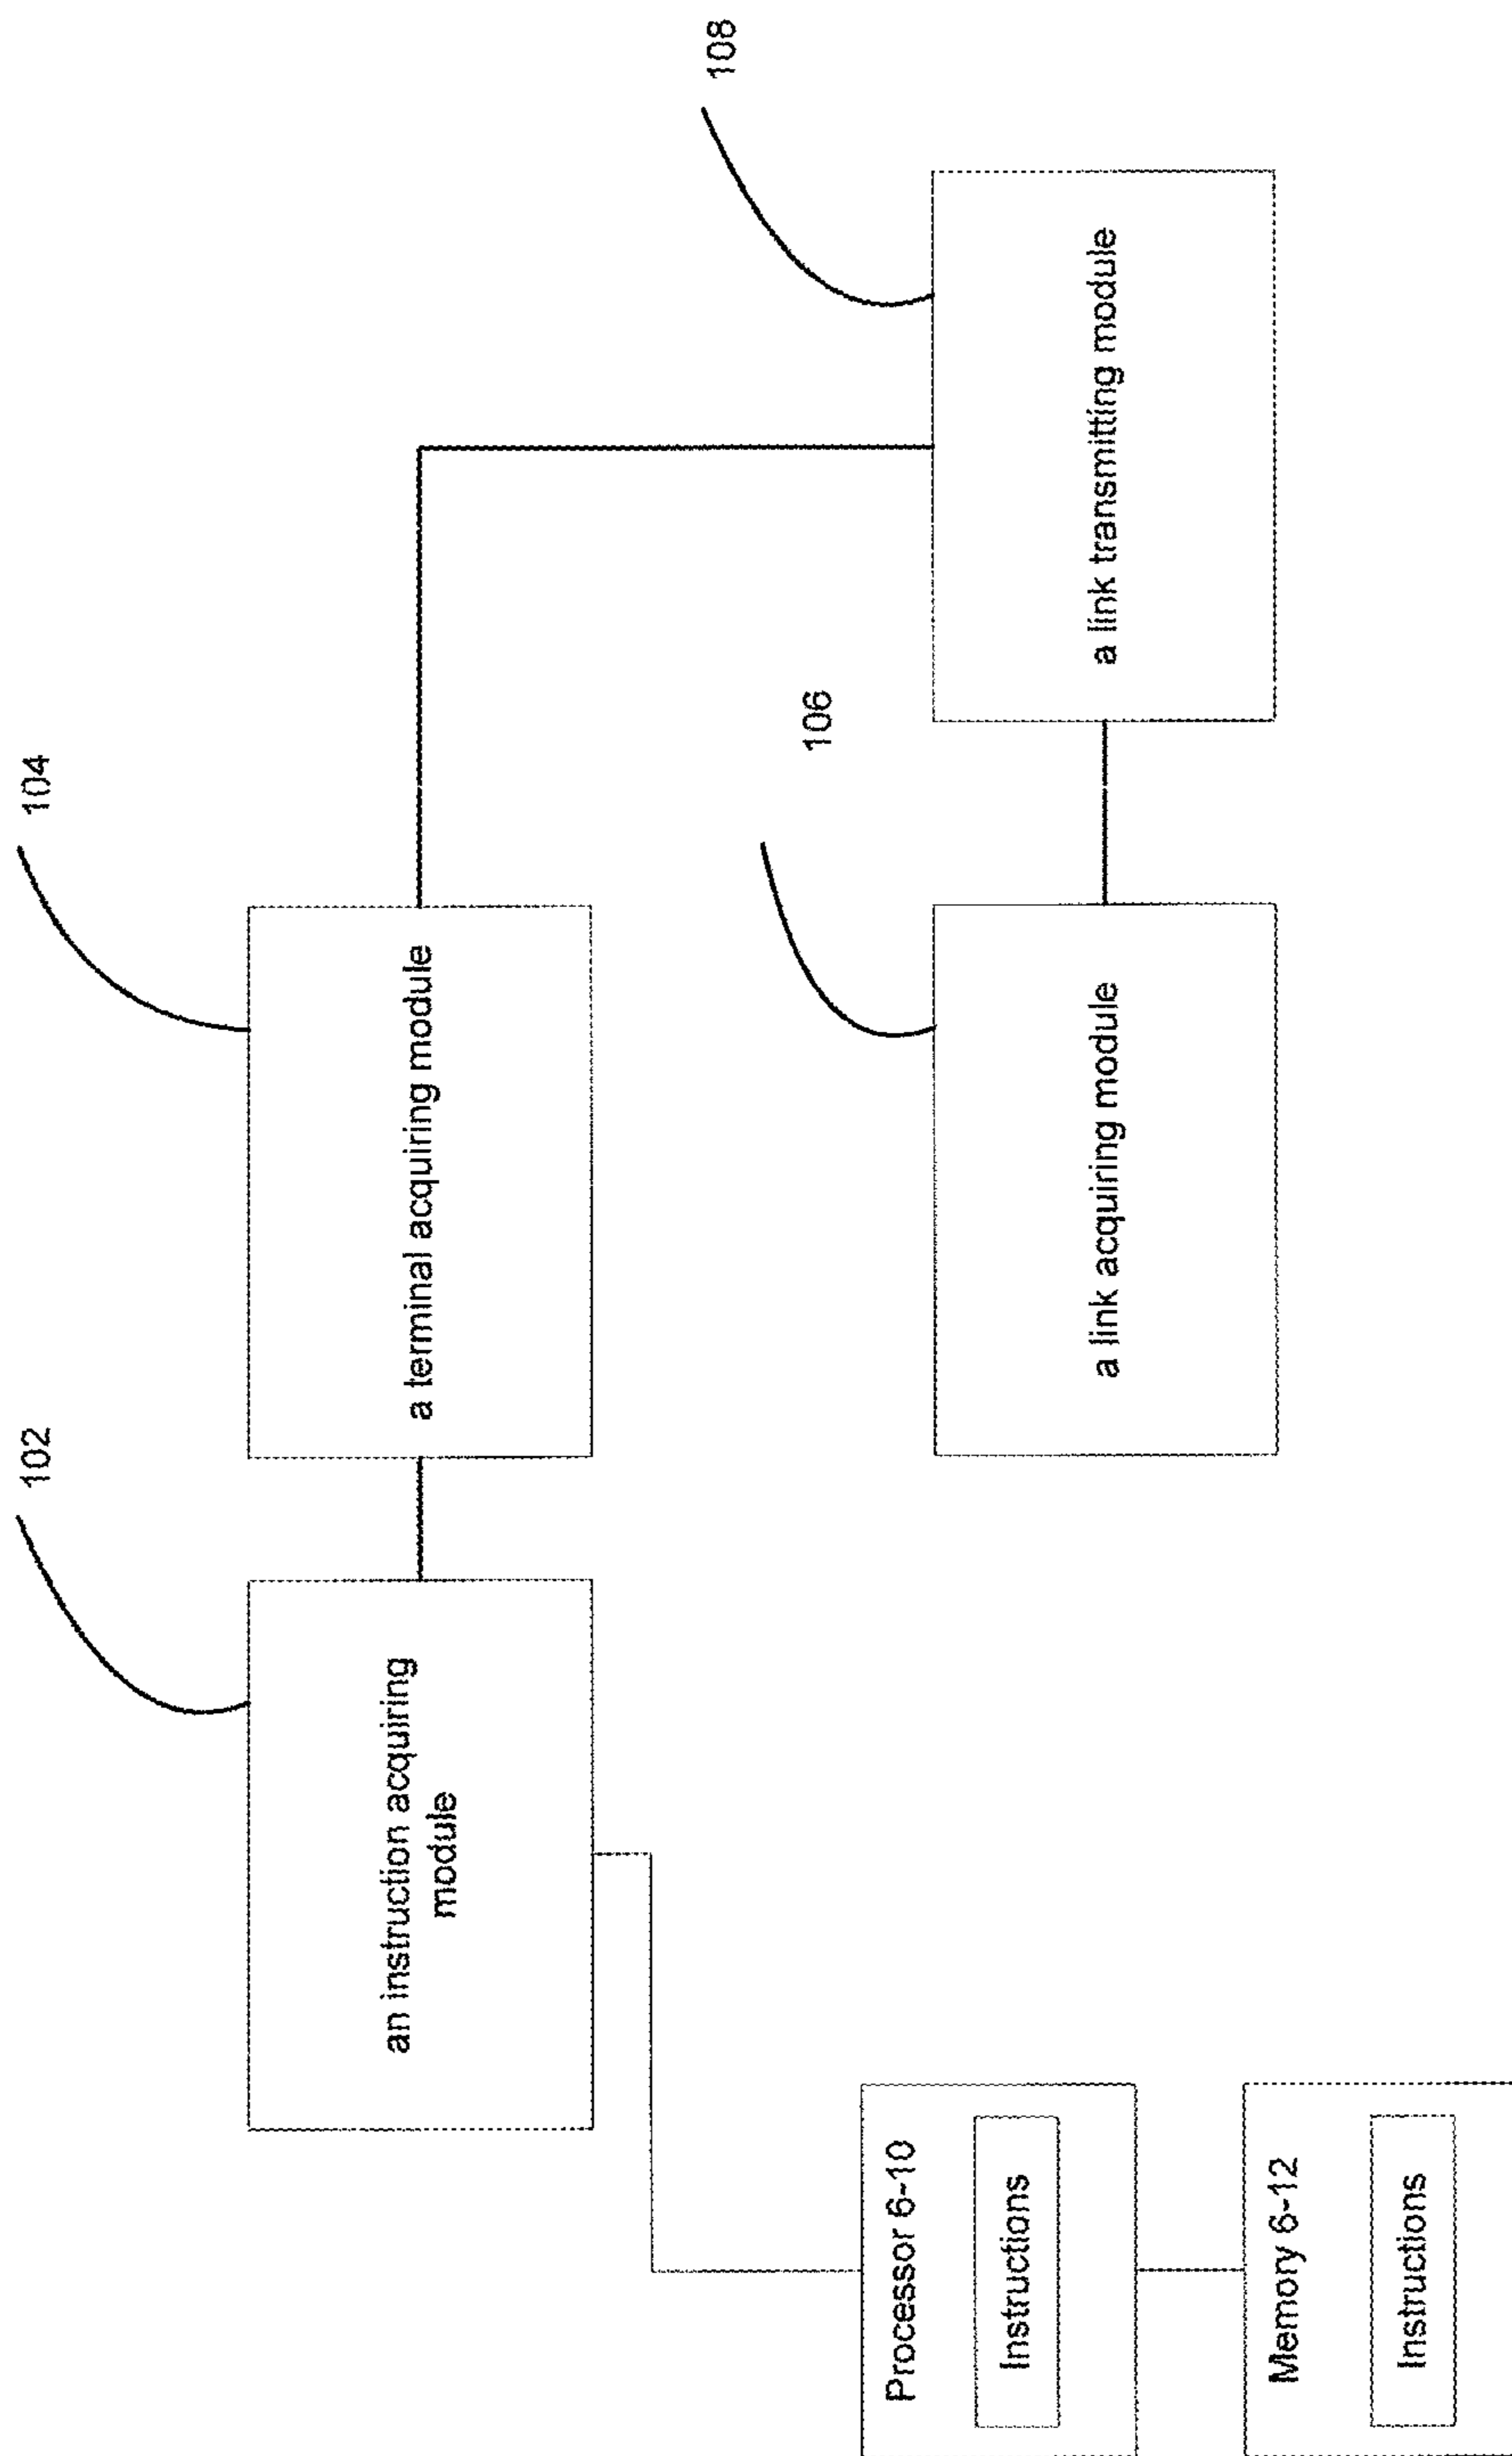 102
an instruction acquiring
module
104
a terminal acquiring module
106
a link acquiring module
108
a link transmitting module
Processor 6-10
Instructions
Memory 6-12
Instructions